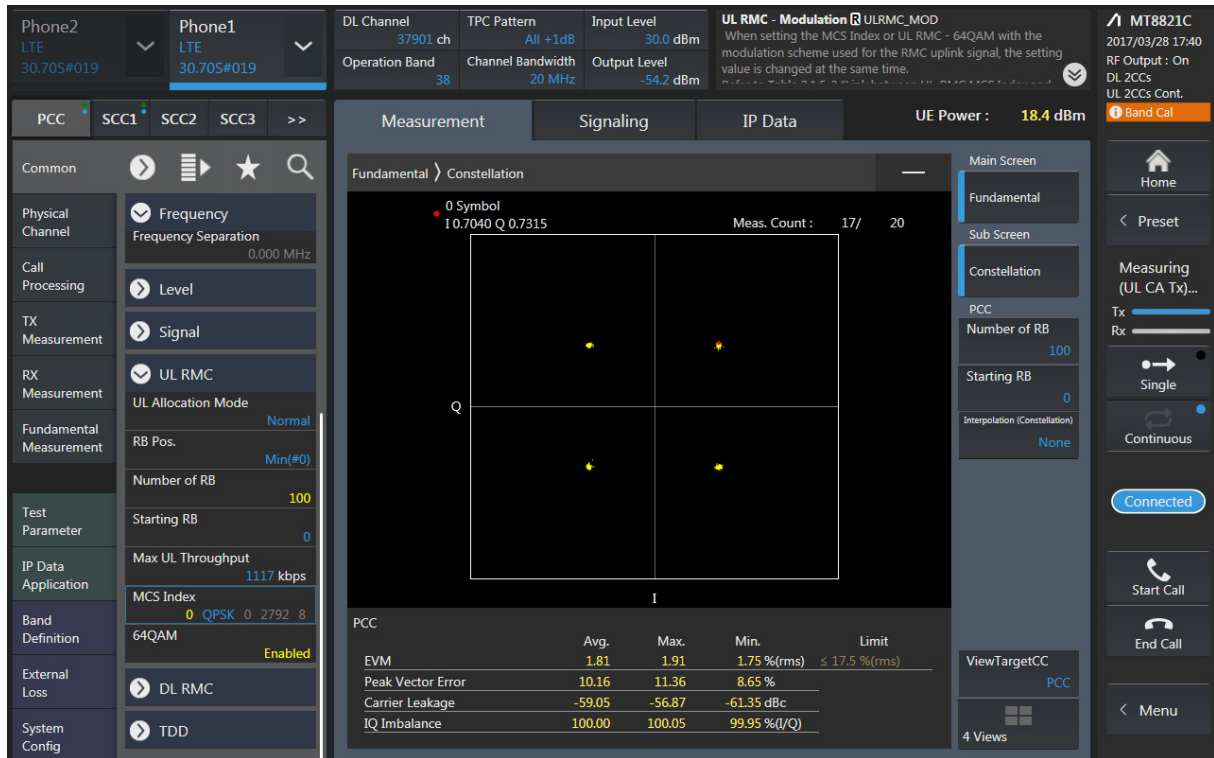 Phone2
LTE
30.70S#019
Phone1
LTE
30.70S#019
DL Channel
37901 ch
Operation Band
38
TPC Pattern
All +1dB
Channel Bandwidth
20 MHz
Input Level
30.0 dBm
Output Level
-54.2 dBm
UL RMC - Modulation R ULRMC_MOD
When setting the MCS Index or UL RMC -
64QAM with the
modulation scheme used for the RMC uplink signal, the setting
value is changed at the same time.
MT8821C
2017/03/28 17:40
RF Output : On
DL 2CCs
UL 2CCs Cont.
Band Cal
PCC
SCC1
SCC2
SCC3
>>
Measurement
Signaling
IP Data
UE Power : 18.4 dBm
Common
Physical
Channel
Call
Processing
TX
Measurement
RX
Measurement
Fundamental
Measurement
Test
Parameter
IP Data
Application
Band
Definition
External
Loss
System
Config
Frequency
Frequency Separation
0.000 MHz
Level
Signal
UL RMC
UL Allocation Mode
Normal
RB Pos.
Min(#0)
Number of RB
100
Starting RB
0
Max UL Throughput
1117 kbps
MCS Index
0 QPSK 0 2792 8
64QAM
Enabled
DL RMC
TDD
Fundamental 〉 Constellation
0 Symbol
I 0.7040 Q 0.7315
Meas. Count : 17/ 20
Q
I
PCC
Avg. Max. Min. Limit
EVM 1.81 1.91 1.75 %(rms) ≤ 17.5 %(rms)
Peak Vector Error 10.16 11.36 8.65 %
Carrier Leakage -59.05 -56.87 -61.35 dBc
IQ Imbalance 100.00 100.05 99.95 %(I/Q)
Main Screen
Fundamental
Sub Screen
Constellation
PCC
Number of RB
100
Starting RB
0
Interpolation (Constellation)
None
ViewTargetCC
PCC
4 Views
Home
< Preset
Measuring
(UL CA Tx)...
Tx
Rx
Single
Continuous
Connected
Start Call
End Call
< Menu